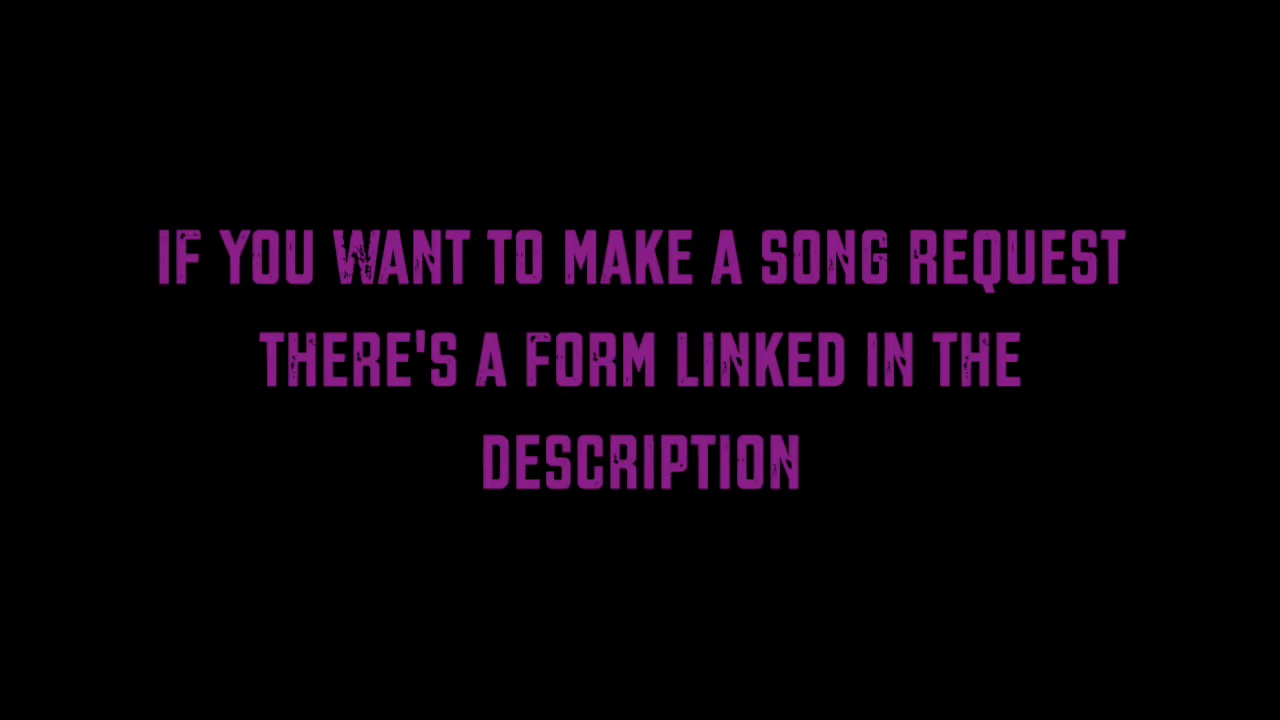 IF YOU WANT TO MAKE A SONG REQUEST
THERE'S A FORM LINKED IN THE
DESCRIPTION